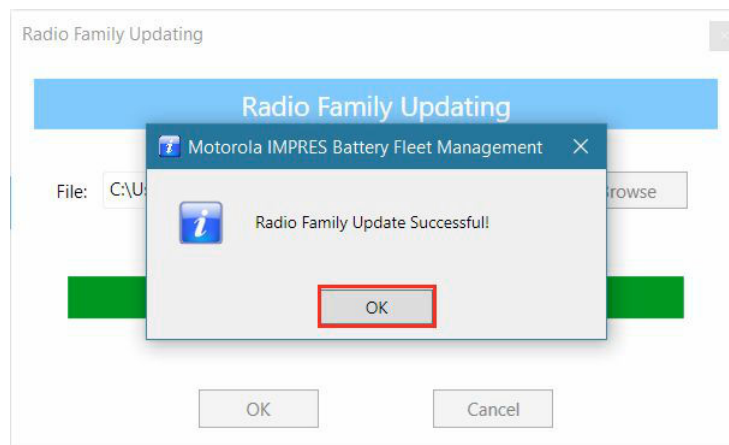 Radio Family Updating
Radio Family Updating
Motorola IMPRES Battery Fleet Management
File: C:\U
Radio Family Update Successful!
OK
OK Cancel